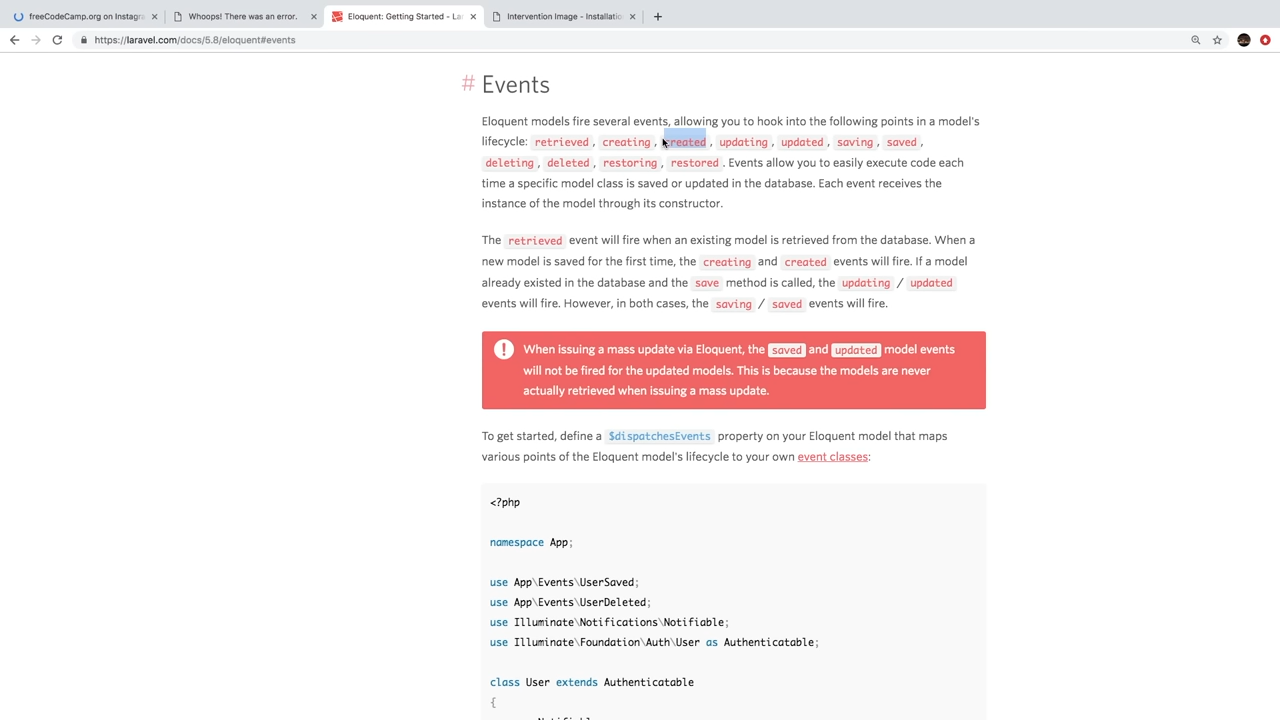 freeCodeCamp.org on Instagra
Whoops! There was an error.
Eloquent: Getting Started - La
Intervention Image - Installatio
https://laravel.com/docs/5.8/eloquent#events
# Events
Eloquent models fire several events, allowing you to hook into the following points in a model's
lifecycle: retrieved, creating, created, updating, updated, saving, saved,
deleting, deleted, restoring, restored. Events allow you to easily execute code each
time a specific model class is saved or updated in the database. Each event receives the
instance of the model through its constructor.
The retrieved event will fire when an existing model is retrieved from the database. When a
new model is saved for the first time, the creating and created events will fire. If a model
already existed in the database and the save method is called, the updating / updated
events will fire. However, in both cases, the saving / saved events will fire.
When issuing a mass update via Eloquent, the saved and updated model events
will not be fired for the updated models. This is because the models are never
actually retrieved when issuing a mass update.
To get started, define a $dispatchesEvents property on your Eloquent model that maps
various points of the Eloquent model's lifecycle to your own event classes:
<?php
namespace App;
use App\Events\UserSaved;
use App\Events\UserDeleted;
use Illuminate\Notifications\Notifiable;
use Illuminate\Foundation\Auth\User as Authenticatable;
class User extends Authenticatable
{